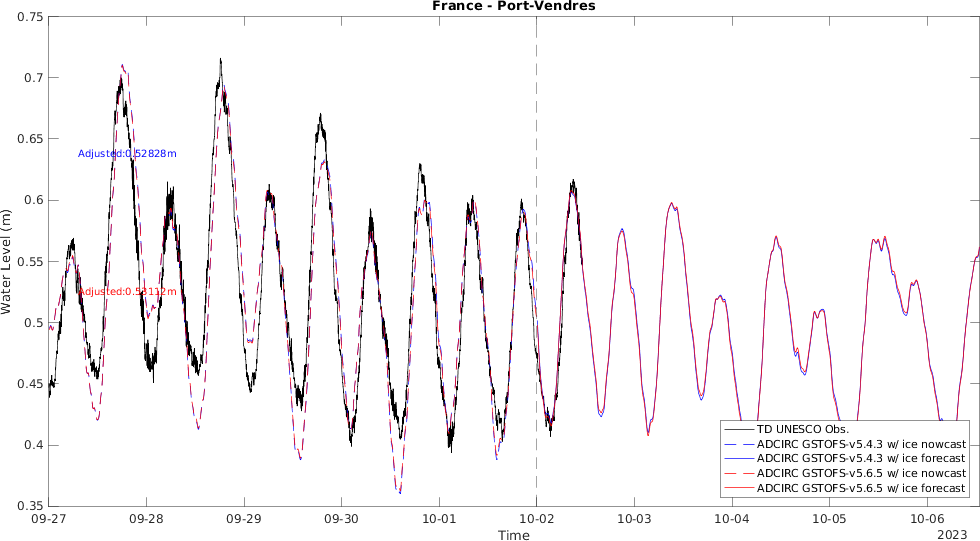 France - Port-Vendres
0.75
0.7
0.65
0.6
0.55
0.5
0.45
0.4
0.35
Water Level (m)
Adjusted:0.52828m
Adjusted:0.53112m
TD UNESCO Obs.
ADCIRC GSTOFS-v5.4.3 w/ ice nowcast
ADCIRC GSTOFS-v5.4.3 w/ ice forecast
ADCIRC GSTOFS-v5.6.5 w/ ice nowcast
ADCIRC GSTOFS-v5.6.5 w/ ice forecast
09-27 09-28 09-29 09-30 10-01 10-02 10-03 10-04 10-05 10-06
Time
2023